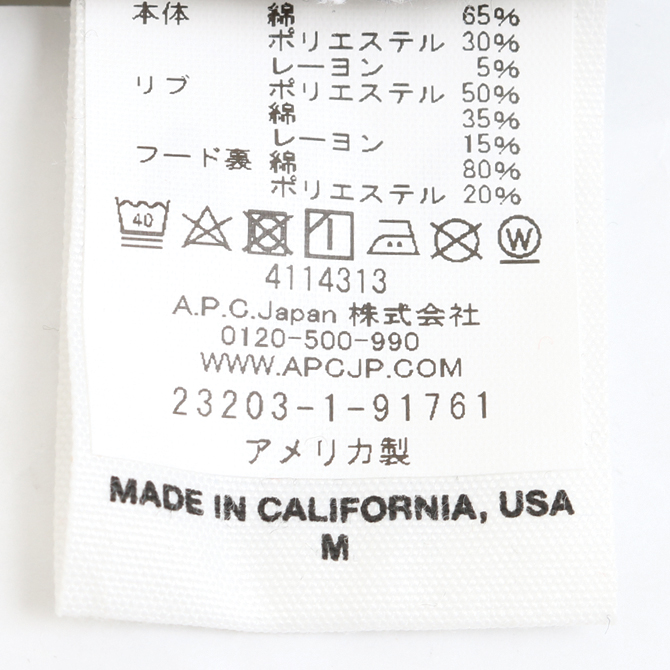 本体 綿 65%
ポリエステル 30%
レーヨン 5%
リブ ポリエステル 50%
綿 35%
レーヨン 15%
フード裏 綿 80%
ポリエステル 20%
40 W
4114313
A.P.C.Japan 株式会社
0120-500-990
WWW.APCJP.COM
23203-1-91761
アメリカ製
MADE IN CALIFORNIA, USA
M